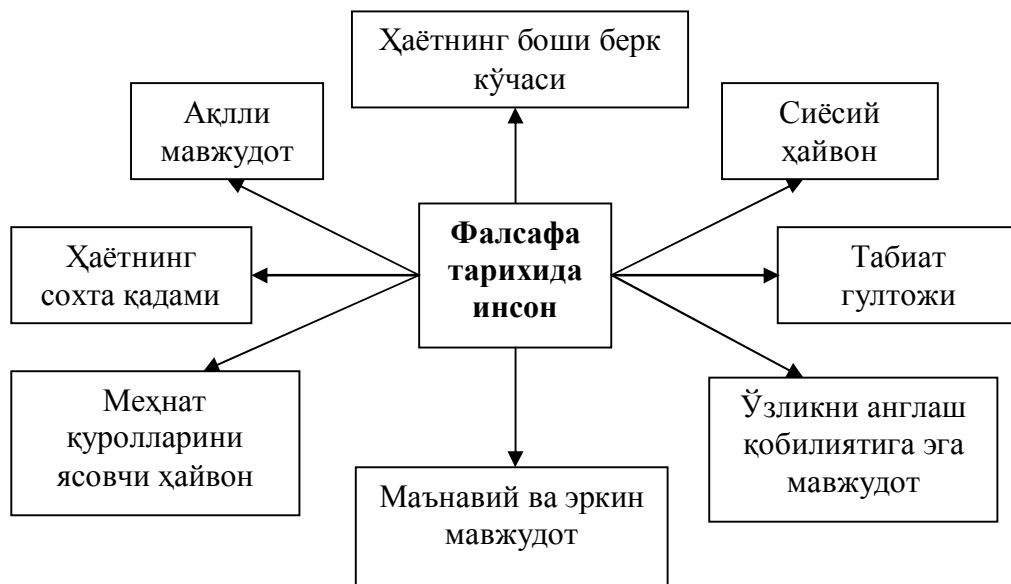 Ҳаётнинг боши берк
кўчаси
Ақлли
мавжудот
Сиёсий
ҳайвон
Фалсафа
тарихида
инсон
Ҳаётнинг
сохта қадами
Табиат
гултожи
Меҳнат
қуролларини
ясовчи ҳайвон
Ўзликни англаш
қобилиятига эга
мавжудот
Маънавий ва эркин
мавжудот